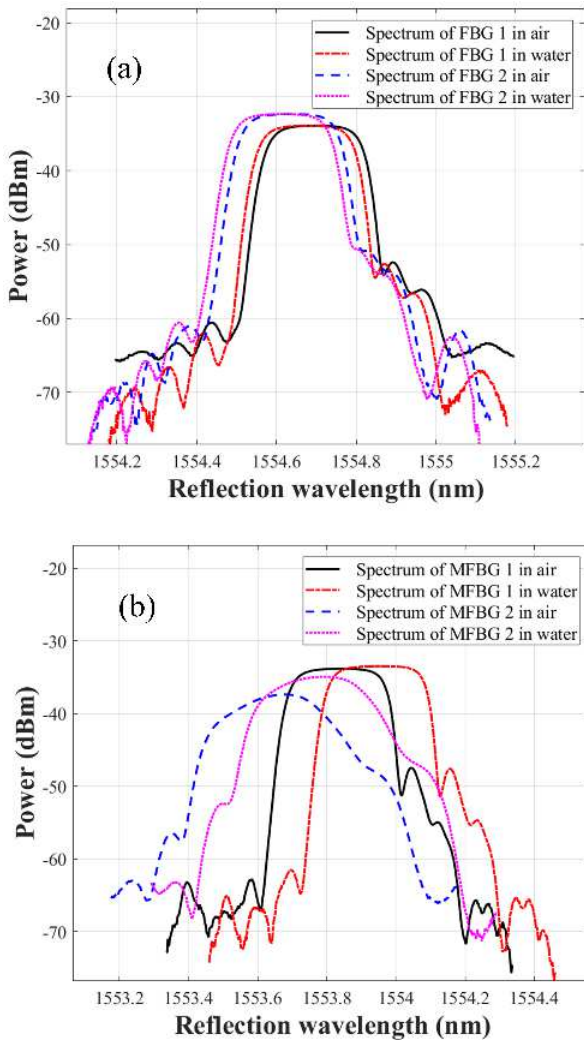 -20
-30
-40
-50
-60
-70
Power (dBm)
(a)
Spectrum of FBG 1 in air
Spectrum of FBG 1 in water
Spectrum of FBG 2 in air
Spectrum of FBG 2 in water
1554.2 1554.4 1554.6 1554.8 1555 1555.2
Reflection wavelength (nm)
-20
-30
-40
-50
-60
-70
Power (dBm)
(b)
Spectrum of MFBG 1 in air
Spectrum of MFBG 1 in water
Spectrum of MFBG 2 in air
Spectrum of MFBG 2 in water
1553.2 1553.4 1553.6 1553.8 1554 1554.2 1554.4
Reflection wavelength (nm)